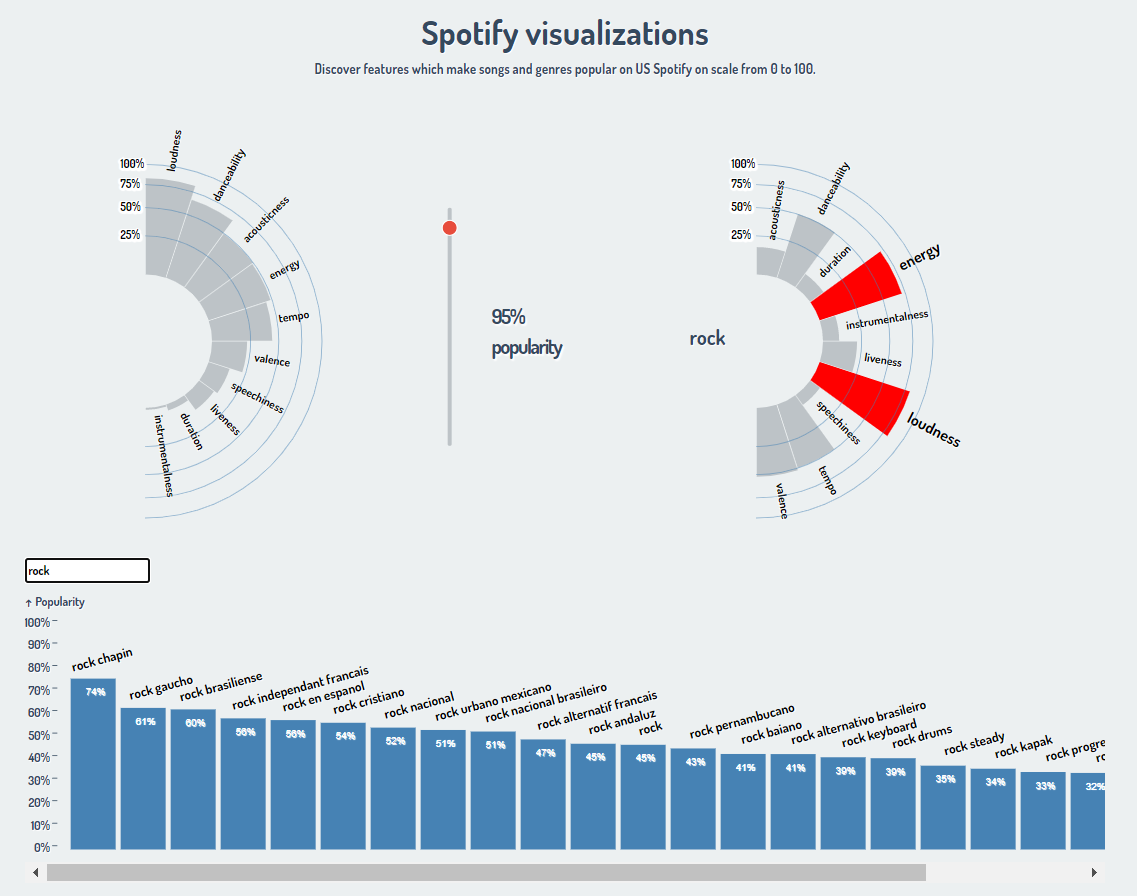 Spotify visualizations
Discover features which make songs and genres popular on US Spotify on scale from 0 to 100.
100%
75%
50%
25%
loudness
danceability
acousticness
energy
tempo
valence
speechiness
liveness
duration
instrumentalness
95%
popularity
rock
100%
75%
50%
25%
acousticness
danceability
duration
energy
instrumentalness
liveness
loudness
speechiness
tempo
valence
rock
↑ Popularity
100%
90%
80%
70%
60%
50%
40%
30%
20%
10%
0%
rock chapin
rock gaucho
rock brasiliense
rock independant francais
rock en espanol
rock cristiano
rock nacional
rock urbano mexicano
rock nacional brasileiro
rock alternatif francais
rock andaluz
rock
rock pernambucano
rock baiano
rock alternativo brasileiro
rock keyboard
rock drums
rock steady
rock kapak
rock progre
ro
74%
61%
60%
56%
56%
54%
52%
51%
51%
47%
45%
45%
43%
41%
41%
39%
39%
35%
34%
33%
32%